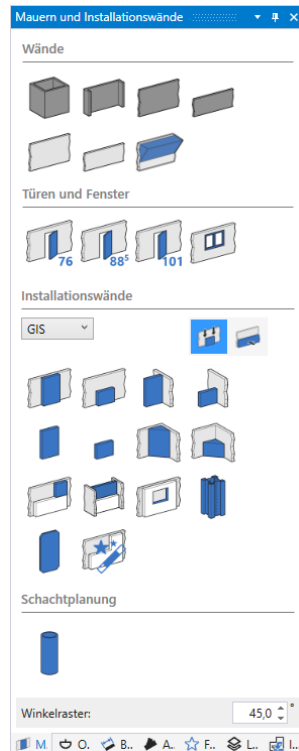 Mauern und Installationswände
Wände
Türen und Fenster
76
88⁵
101
Installationswände
GIS
Schachtplanung
Winkelraster:
45,0 °
M
O..
B..
A..
F..
L..
I..